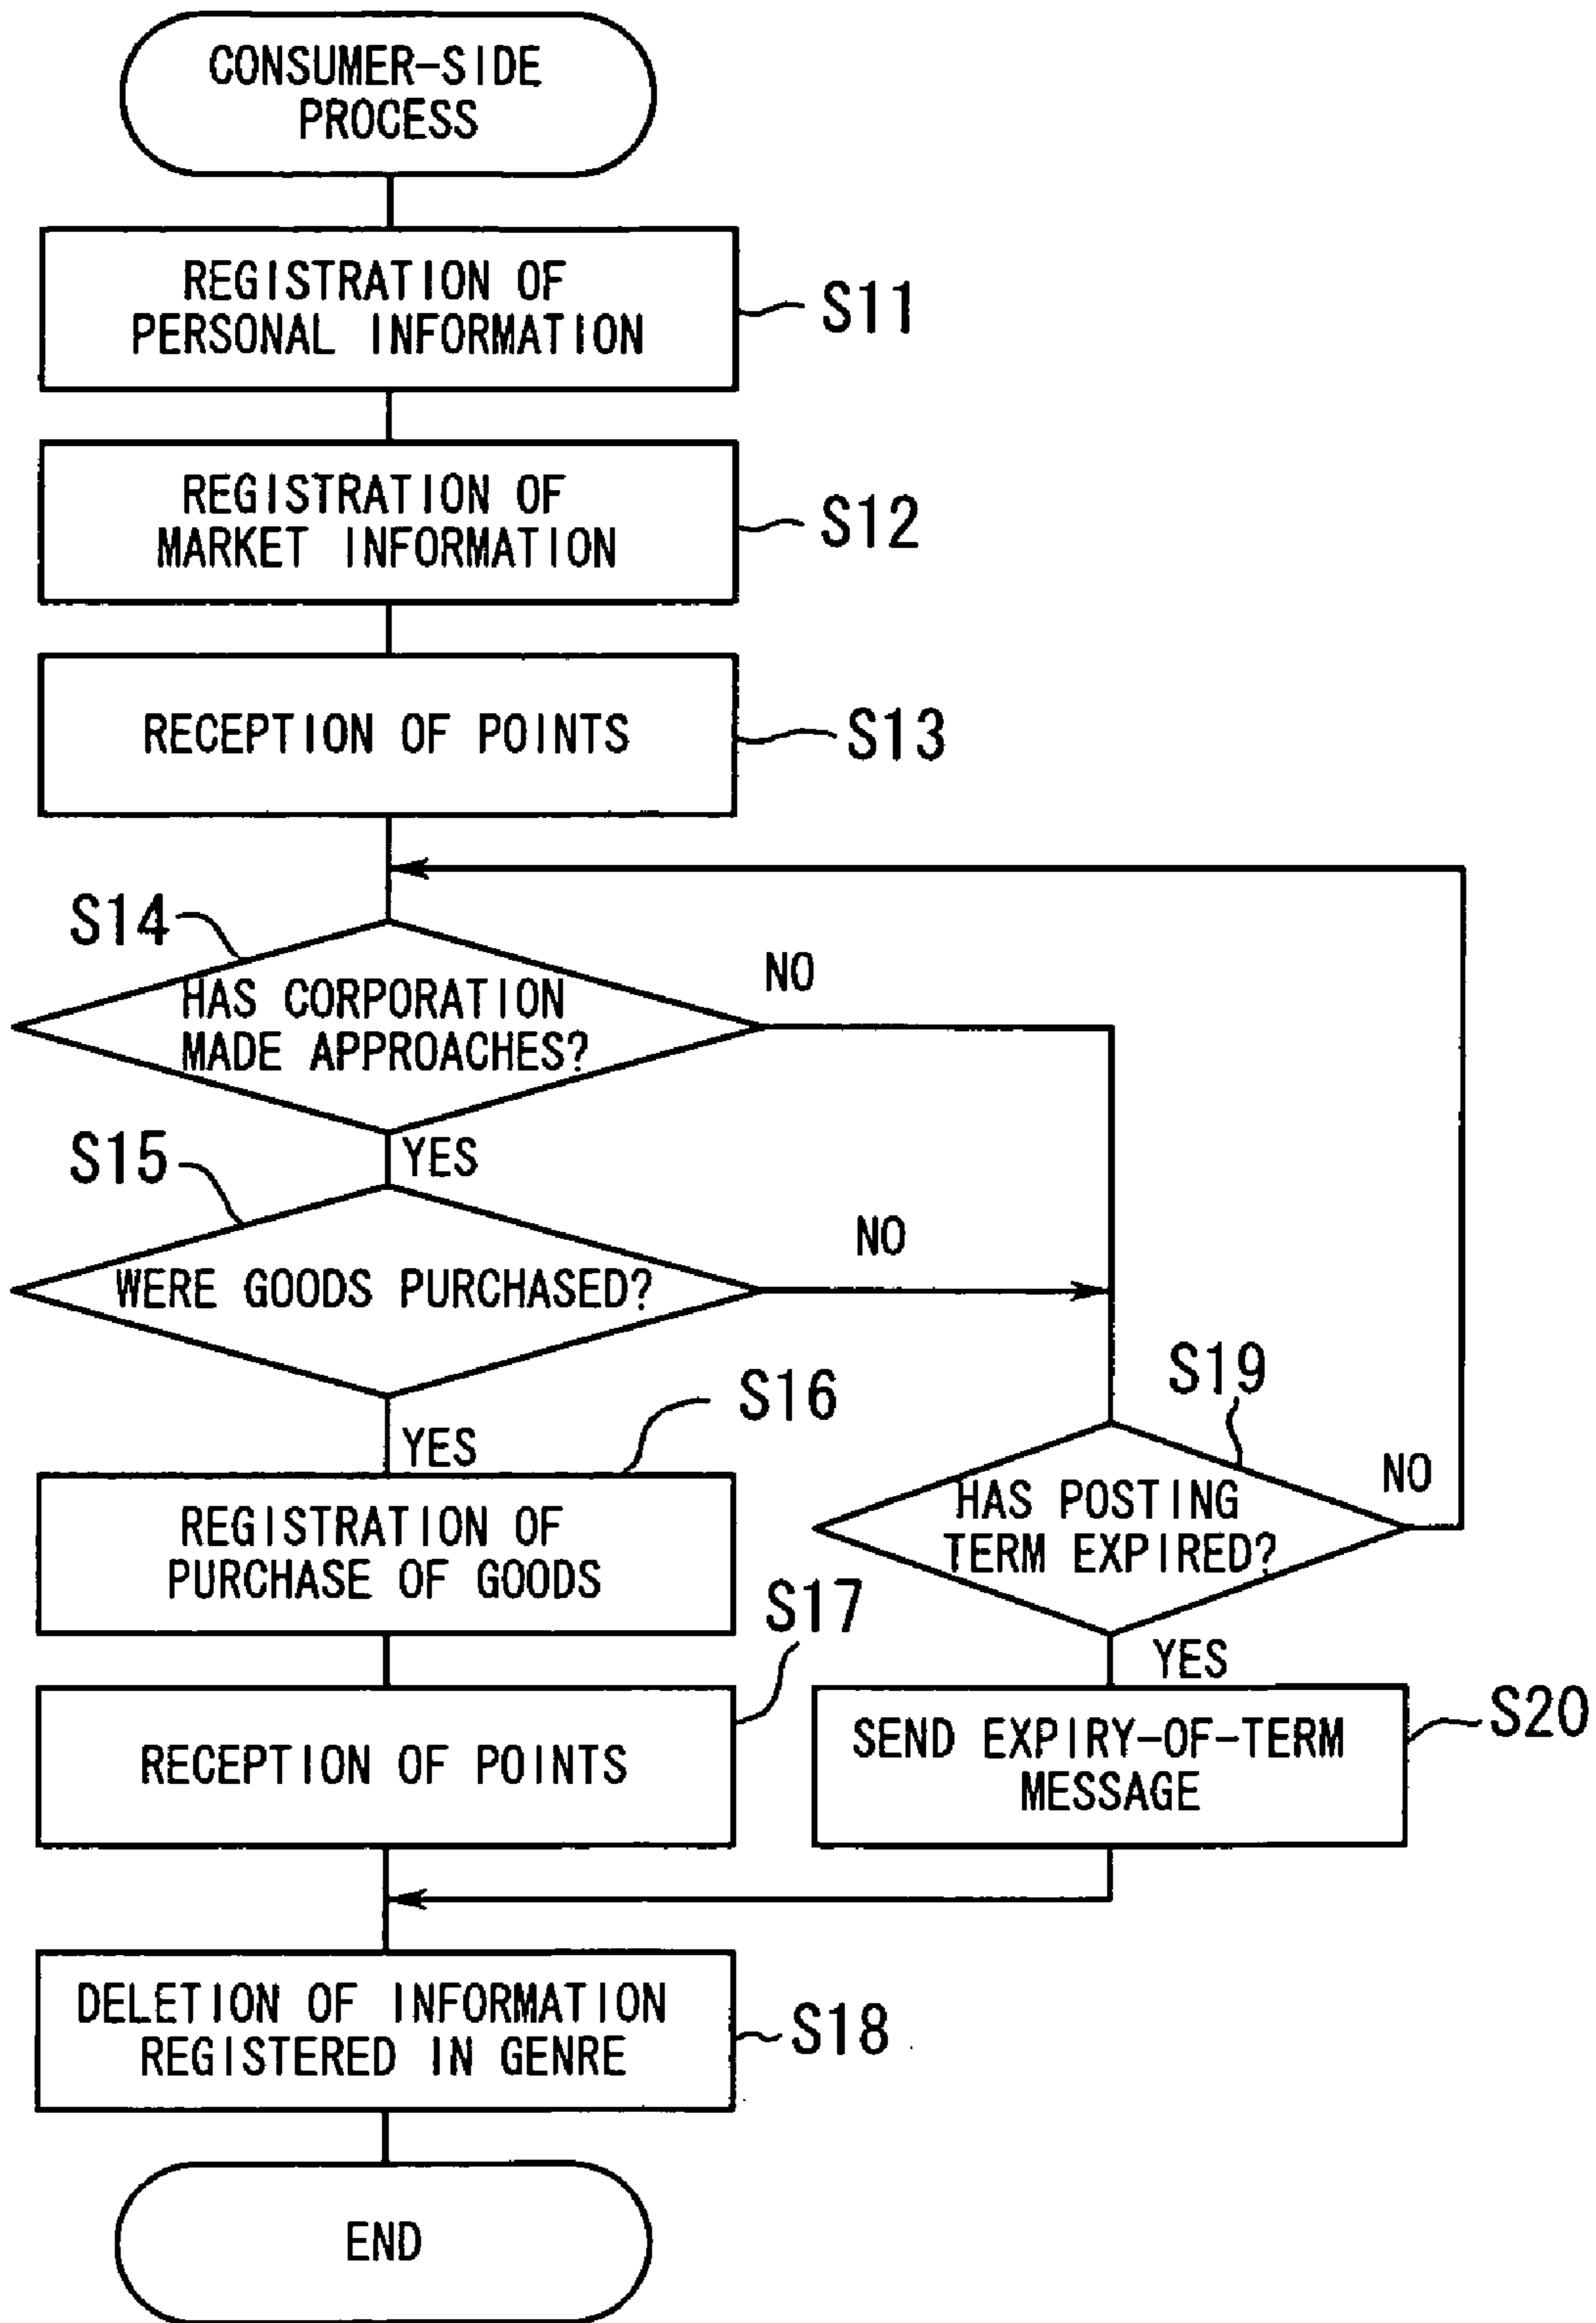 CONSUMER-SIDE
PROCESS
REGISTRATION OF
PERSONAL INFORMATION
S11
REGISTRATION OF
MARKET INFORMATION
S12
RECEPTION OF POINTS
S13
S14
HAS CORPORATION
MADE APPROACHES?
NO
YES
S15
WERE GOODS PURCHASED?
NO
YES
S16
REGISTRATION OF
PURCHASE OF GOODS
S19
HAS POSTING
TERM EXPIRED?
NO
YES
S17
RECEPTION OF POINTS
SEND EXPIRY-OF-TERM
MESSAGE
S20
DELETION OF INFORMATION
REGISTERED IN GENRE
S18
END